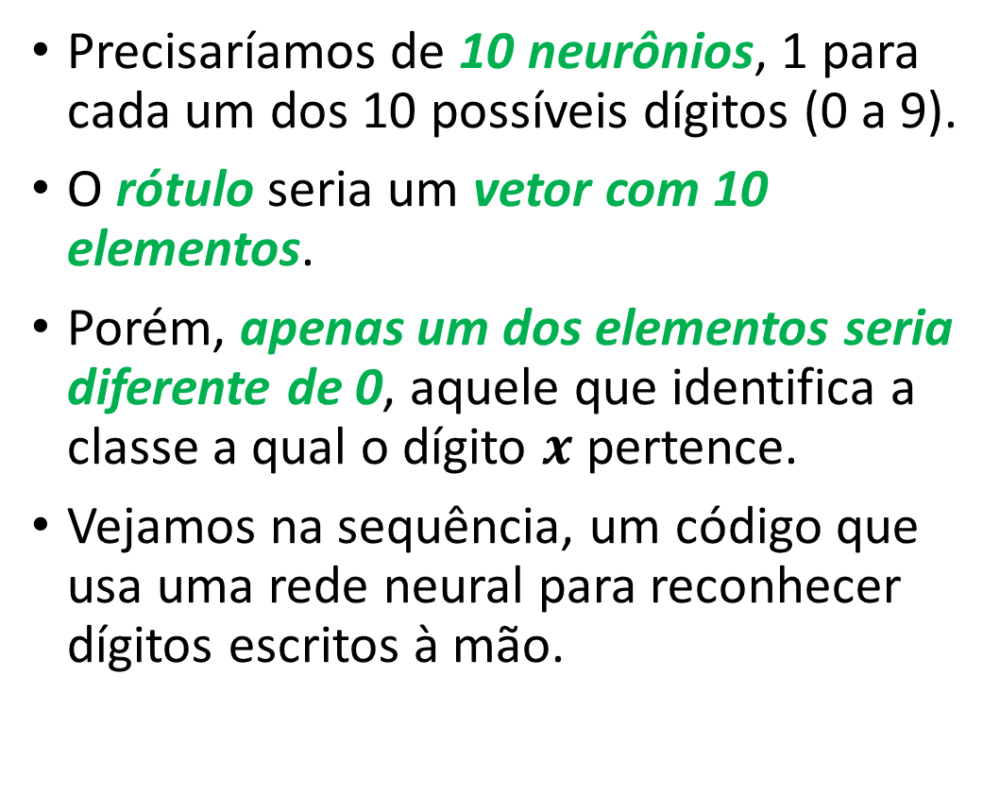 • Precisaríamos de 10 neurônios, 1 para
cada um dos 10 possíveis dígitos (0 a 9).
• O rótulo seria um vetor com 10
elementos.
• Porém, apenas um dos elementos seria
diferente de 0, aquele que identifica a
classe a qual o dígito x pertence.
• Vejamos na sequência, um código que
usa uma rede neural para reconhecer
dígitos escritos à mão.